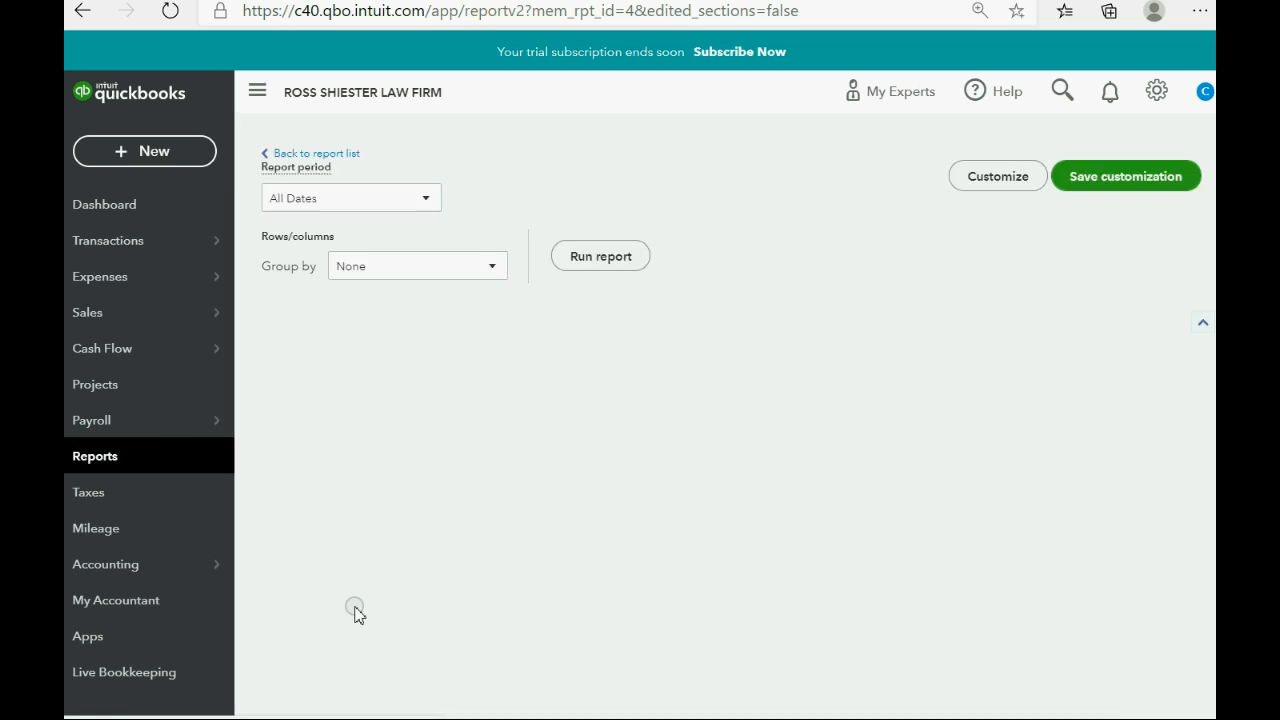 https://c40.qbo.intuit.com/app/reportv2?mem_rpt_id=4&edited_sections=false
Your trial subscription ends soon Subscribe Now
qb intuit quickbooks
ROSS SHIESTER LAW FIRM
My Experts
Help
C
+ New
Back to report list
Report period
All Dates
Customize
Save customization
Rows/columns
Group by None
Run report
Dashboard
Transactions
Expenses
Sales
Cash Flow
Projects
Payroll
Reports
Taxes
Mileage
Accounting
My Accountant
Apps
Live Bookkeeping